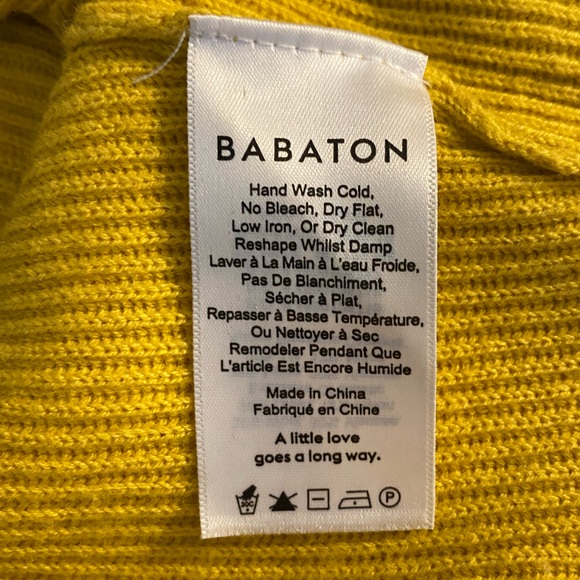 BABATON
Hand Wash Cold,
No Bleach, Dry Flat,
Low Iron, Or Dry Clean
Reshape Whilst Damp
Laver à La Main à L'eau Froide,
Pas De Blanchiment,
Sécher à Plat,
Repasser à Basse Température,
Ou Nettoyer à Sec
Remodeler Pendant Que
L'article Est Encore Humide
Made in China
Fabriqué en Chine
A little love
goes a long way.
P